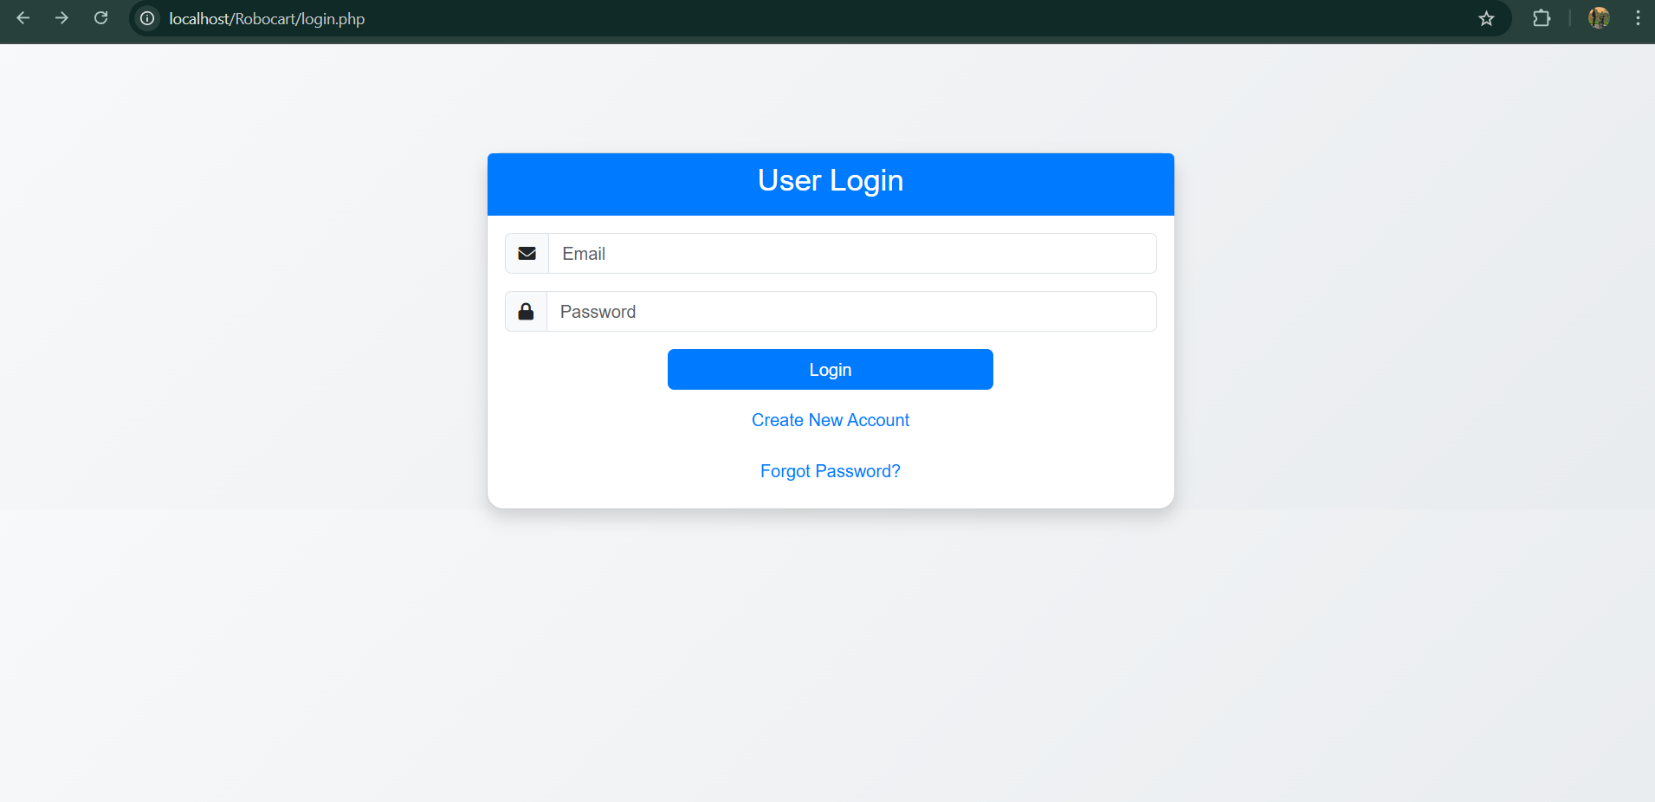 localhost/Robocart/login.php
User Login
Email
Password
Login
Create New Account
Forgot Password?